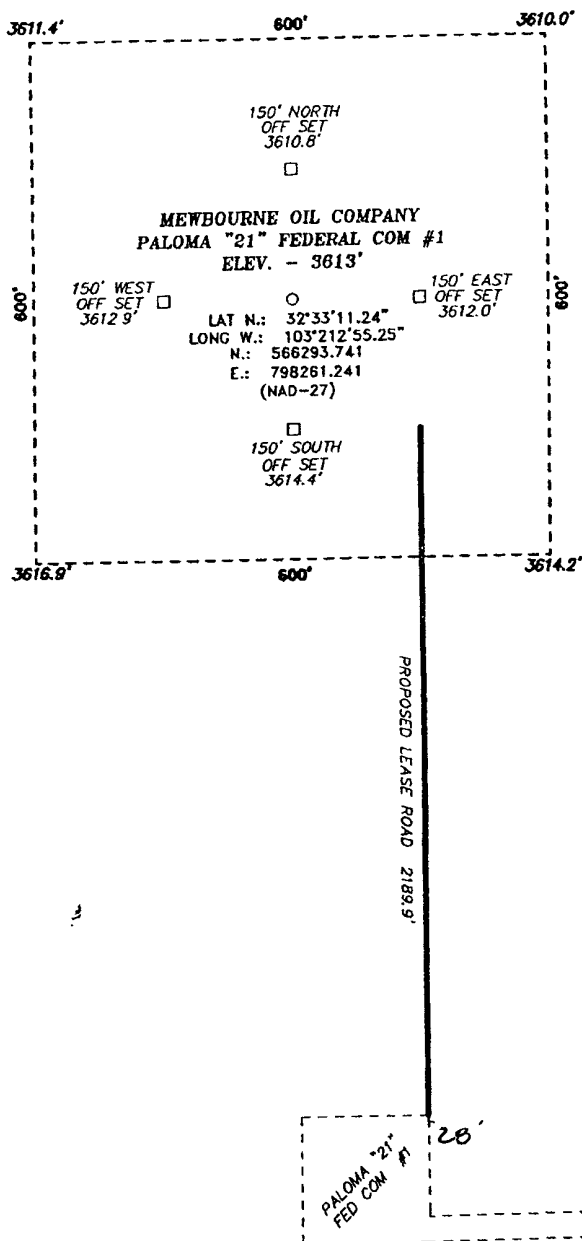 3611.4' 600' 3610.0'
150' NORTH
OFF SET
3610.8'
MEWBOURNE OIL COMPANY
PALOMA "21" FEDERAL COM #1
ELEV. - 3613'
600'
150' WEST
OFF SET
3612.9'
150' EAST
OFF SET
3612.0'
600'
LAT N.: 32°33'11.24"
LONG W.: 103°212'55.25"
N.: 566293.741
E.: 798261.241
(NAD-27)
150' SOUTH
OFF SET
3614.4'
3616.9' 600' 3614.2'
PROPOSED LEASE ROAD 2189.9'
28'
PALOMA "21"
FED COM #1